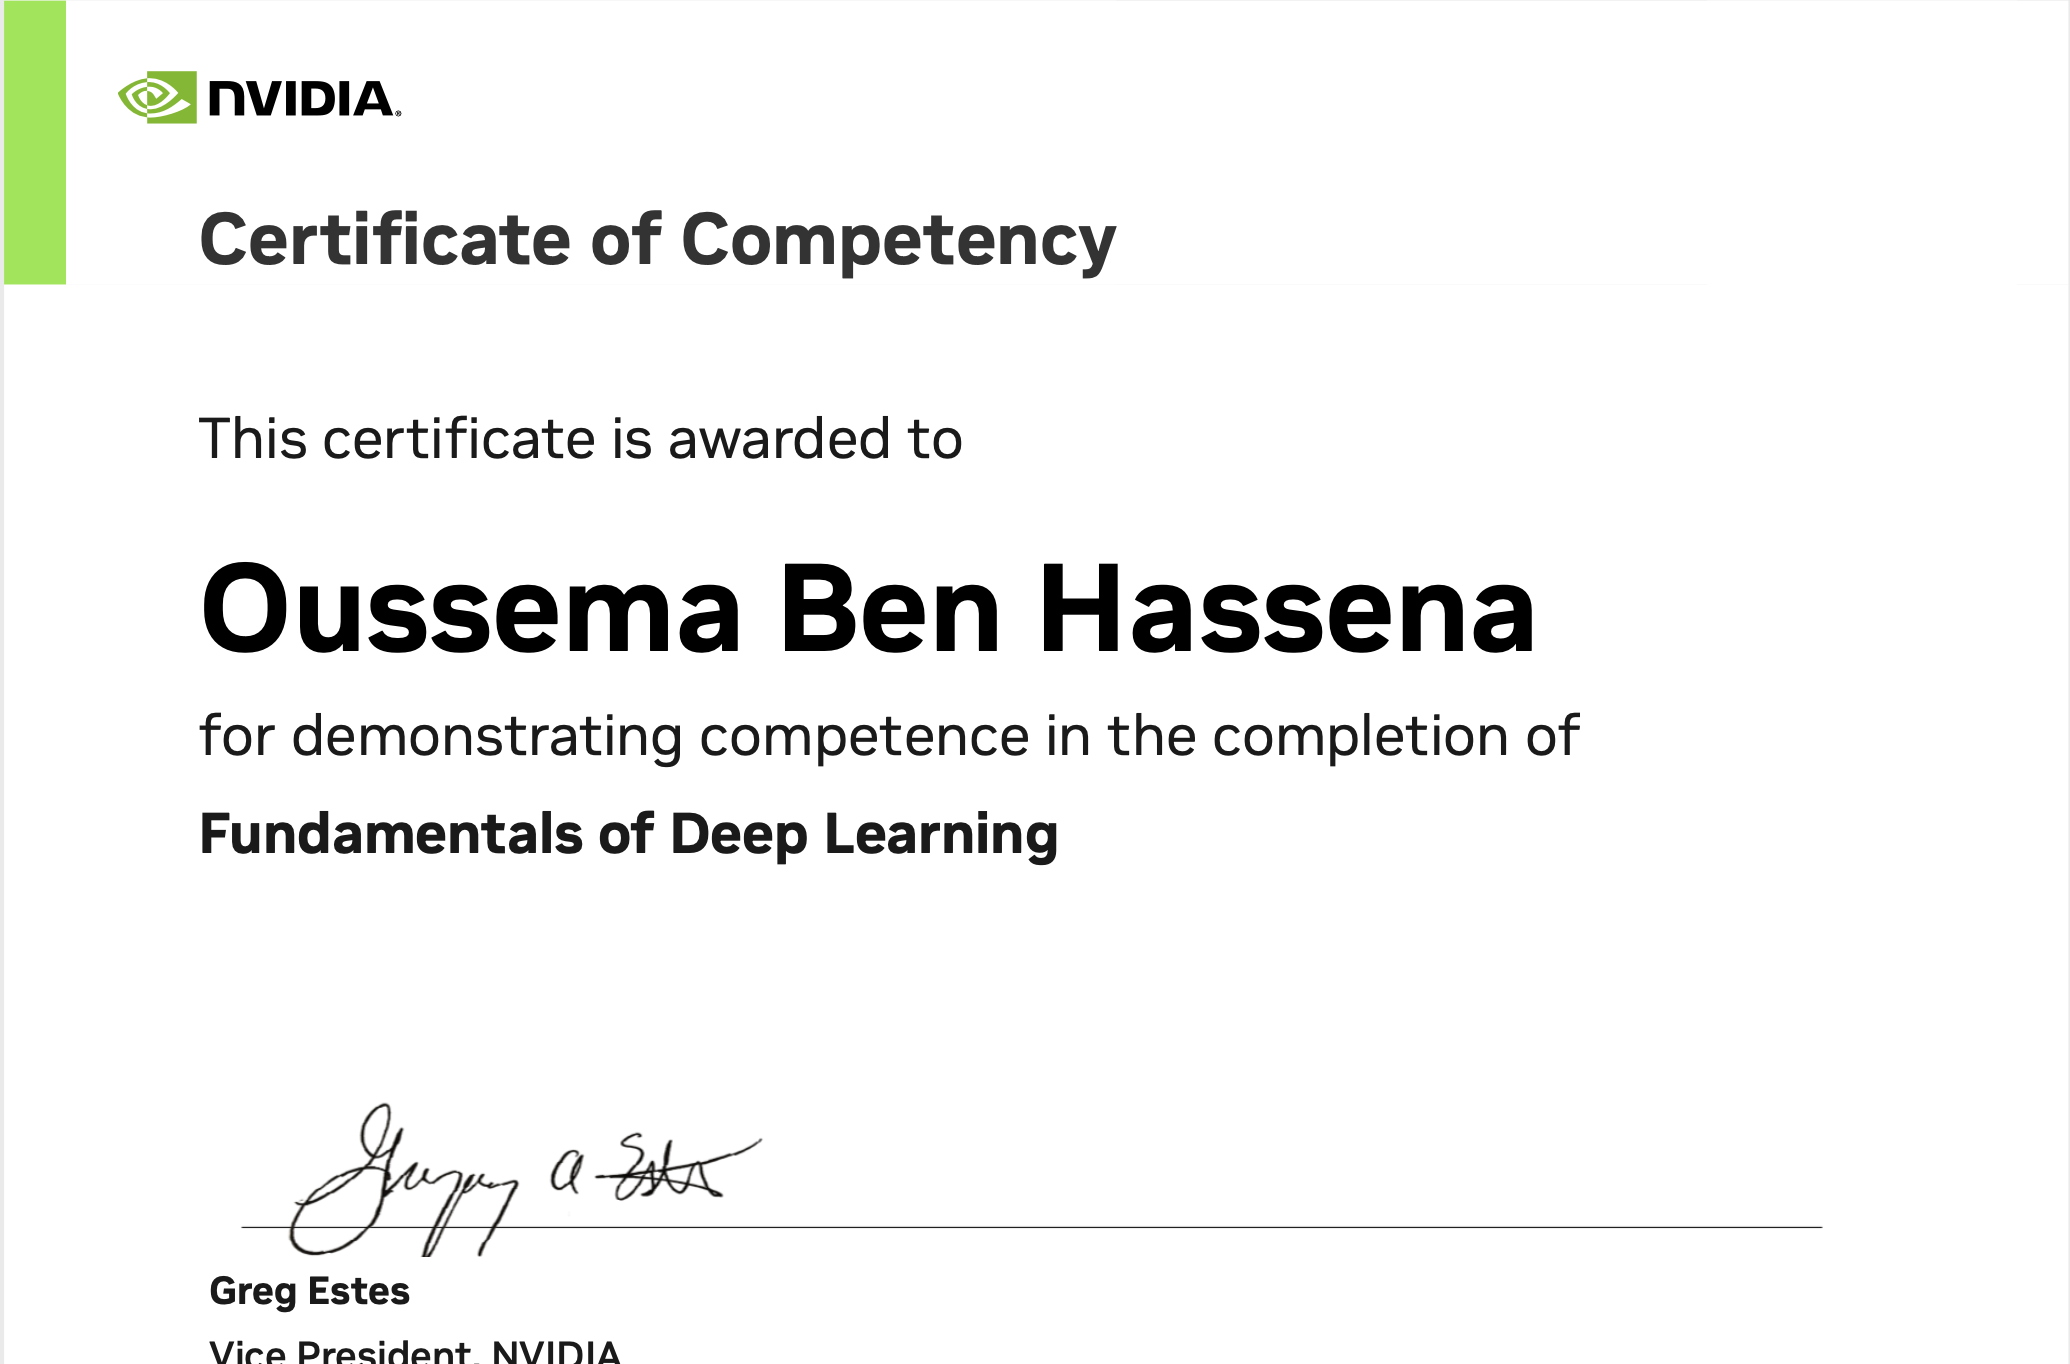 NVIDIA®
Certificate of Competency
This certificate is awarded to
Oussema Ben Hassena
for demonstrating competence in the completion of
Fundamentals of Deep Learning
Gregory a Estes
Greg Estes
Vice President, NVIDIA